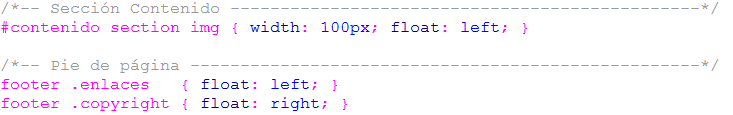 /*-- Sección Contenido -----------------------------------------------*/
#contenido section img { width: 100px; float: left; }
/*-- Pie de página ---------------------------------------------------*/
footer .enlaces   { float: left; }
footer .copyright { float: right; }